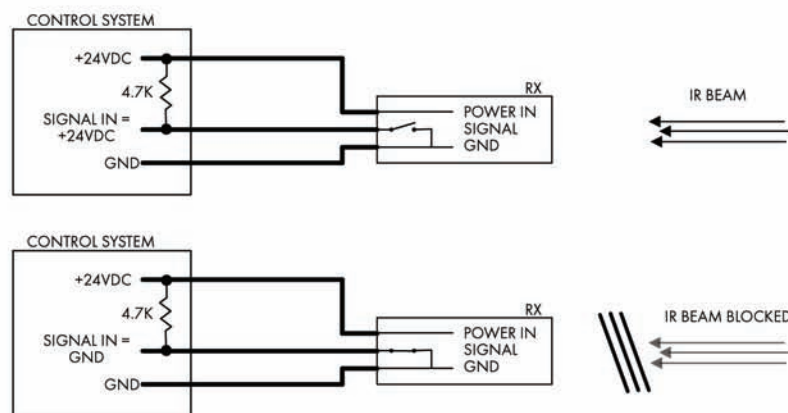 CONTROL SYSTEM
+24VDC
4.7K
SIGNAL IN =
+24VDC
GND
RX
POWER IN
SIGNAL
GND
IR BEAM
CONTROL SYSTEM
+24VDC
4.7K
SIGNAL IN =
GND
GND
RX
POWER IN
SIGNAL
GND
IR BEAM BLOCKED